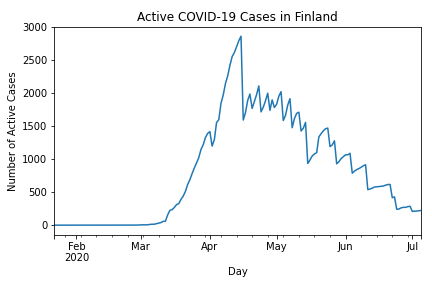 Active COVID-19 Cases in Finland
Number of Active Cases
3000
2500
2000
1500
1000
500
0
Feb Mar Apr May Jun Jul
2020
Day